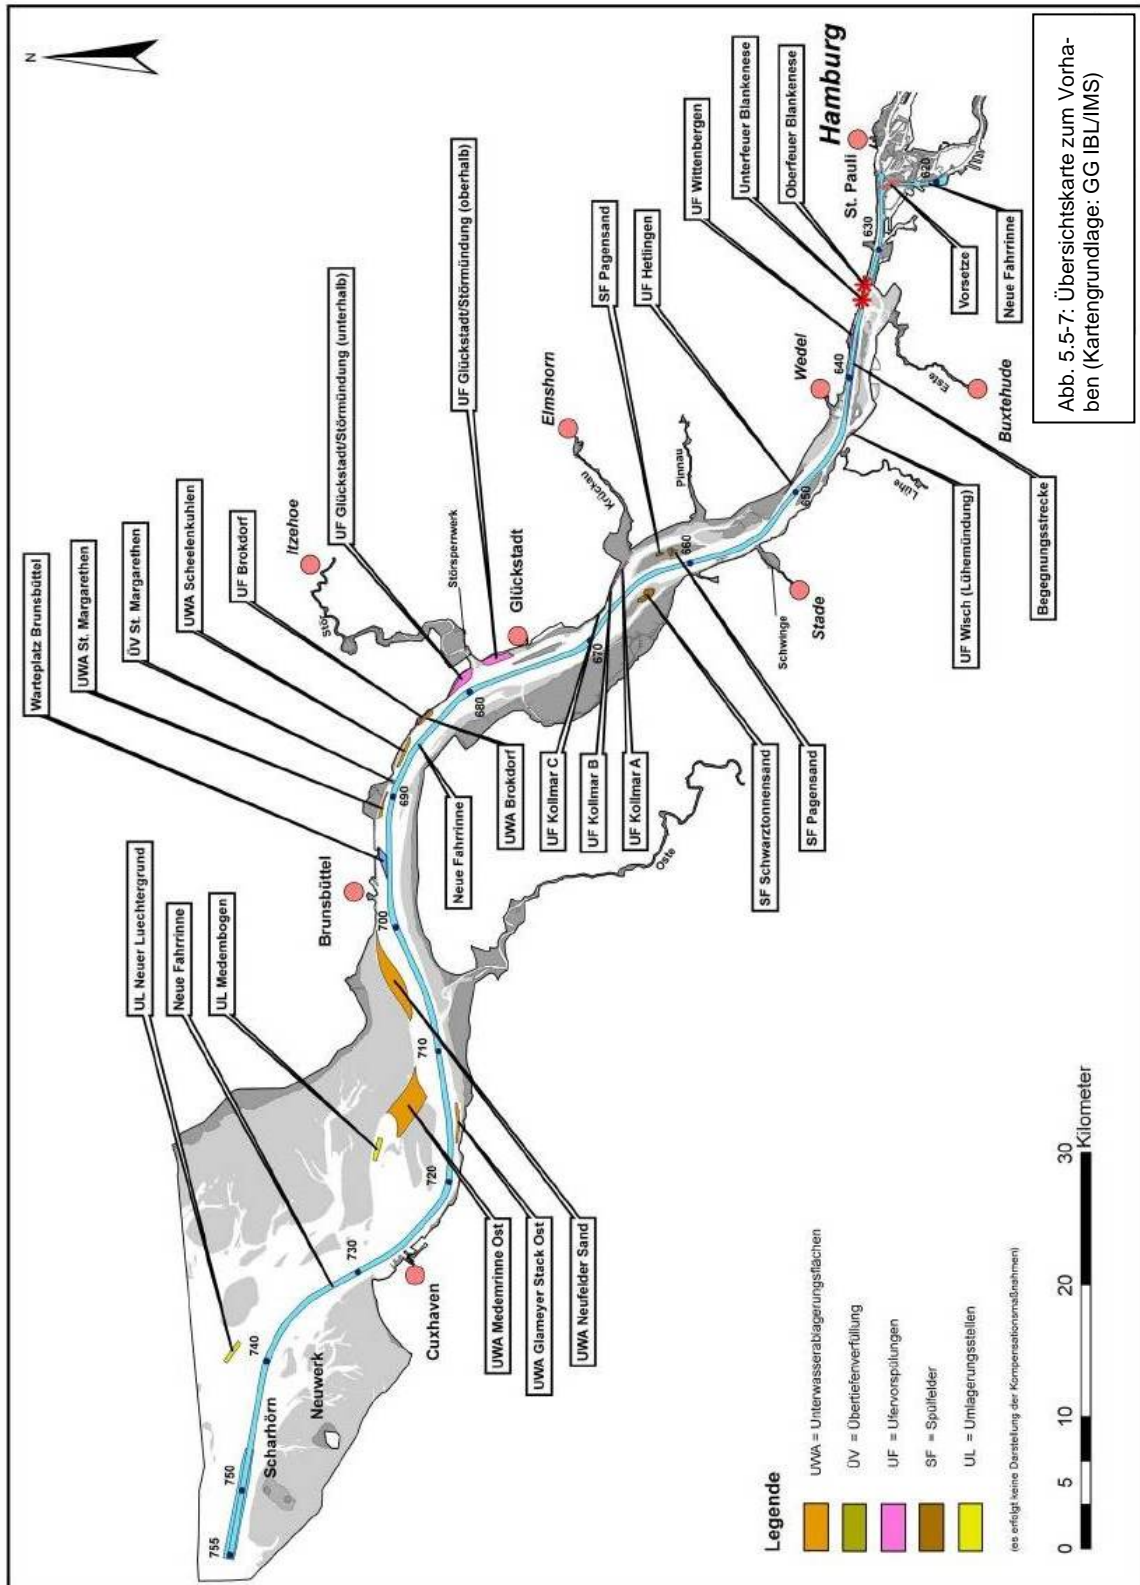 N
UL Neuer Luechtergrund
Neue Fahrrinne
UL Medembogen
Warteplatz Brunsbüttel
UWA St. Margarethen
ÜV St. Margarethen
UWA Scheelenkuhlen
UF Brokdorf
UF Glückstadt/Störmündung (unterhalb)
UF Glückstadt/Störmündung (oberhalb)
SF Pagensand
UF Hetlingen
UF Wittenbergen
Unterfeuer Blankenese
Oberfeuer Blankenese
Hamburg
St. Pauli
Itzehoe
Stör
Störsperrwerk
Glückstadt
Elmshorn
Krückau
Pinnau
Wedel
Brunsbüttel
Scharhörn
Neuwerk
Cuxhaven
Oste
Schwinge
Stade
Lühe
Este
Buxtehude
755
750
740
730
720
710
700
690
680
670
660
650
640
630
620
UWA Medemrinne Ost
UWA Glameyer Stack Ost
UWA Neufelder Sand
Neue Fahrrinne
UWA Brokdorf
UF Kollmar C
UF Kollmar B
UF Kollmar A
SF Schwarztonnensand
SF Pagensand
UF Wisch (Lühemündung)
Begegnungsstrecke
Vorsetze
Neue Fahrrinne
Legende
UWA = Unterwasserablagerungsflächen
ÜV = Übertiefenverfüllung
UF = Ufervorspülungen
SF = Spülfelder
UL = Umlagerungsstellen
(es erfolgt keine Darstellung der Kompensationsmaßnahmen)
0 5 10 20 30
Kilometer
Abb. 5.5-7: Übersichtskarte zum Vorha-
ben (Kartengrundlage: GG IBL/IMS)